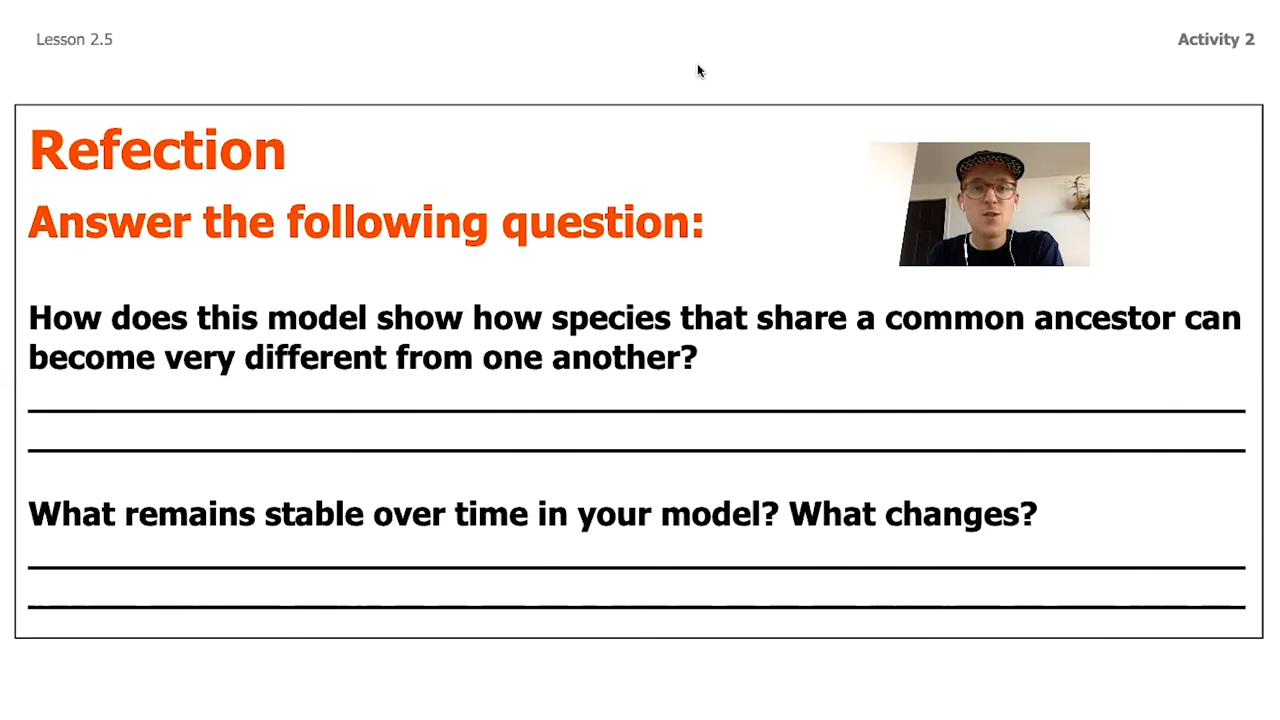 Lesson 2.5
Activity 2
Refection
Answer the following question:
How does this model show how species that share a common ancestor can
become very different from one another?
What remains stable over time in your model? What changes?